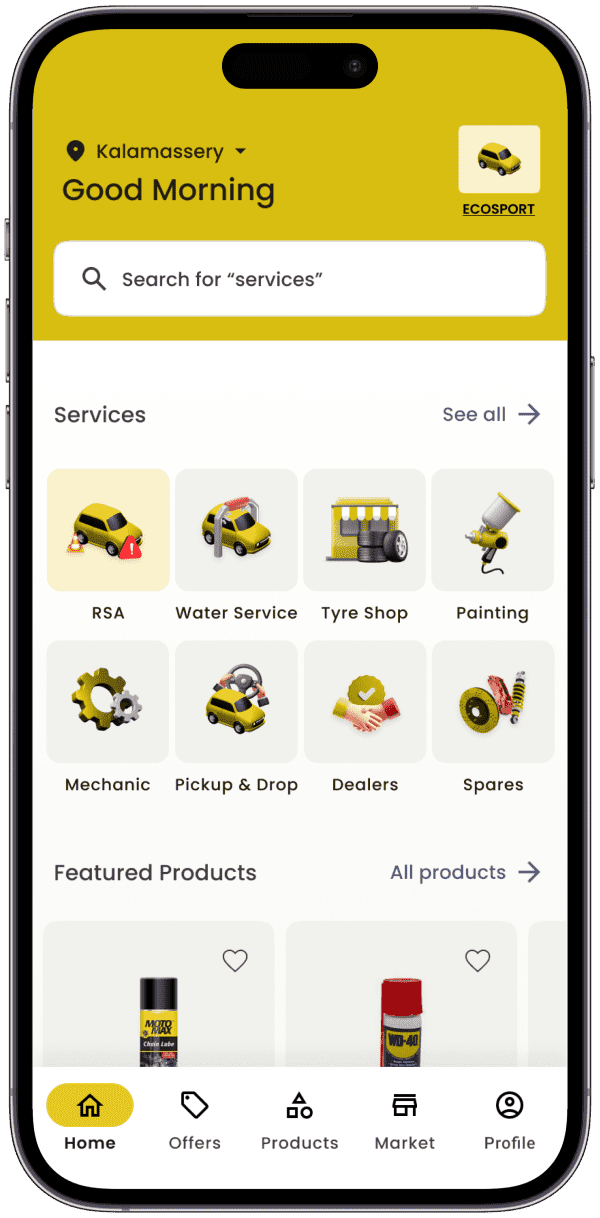 Kalamassery
Good Morning
ECOSPORT
Search for “services”
Services
See all
RSA
Water Service
Tyre Shop
Painting
Mechanic
Pickup & Drop
Dealers
Spares
Featured Products
All products
MOTO
MAX
Chain Lube
WD-40
Home
Offers
Products
Market
Profile